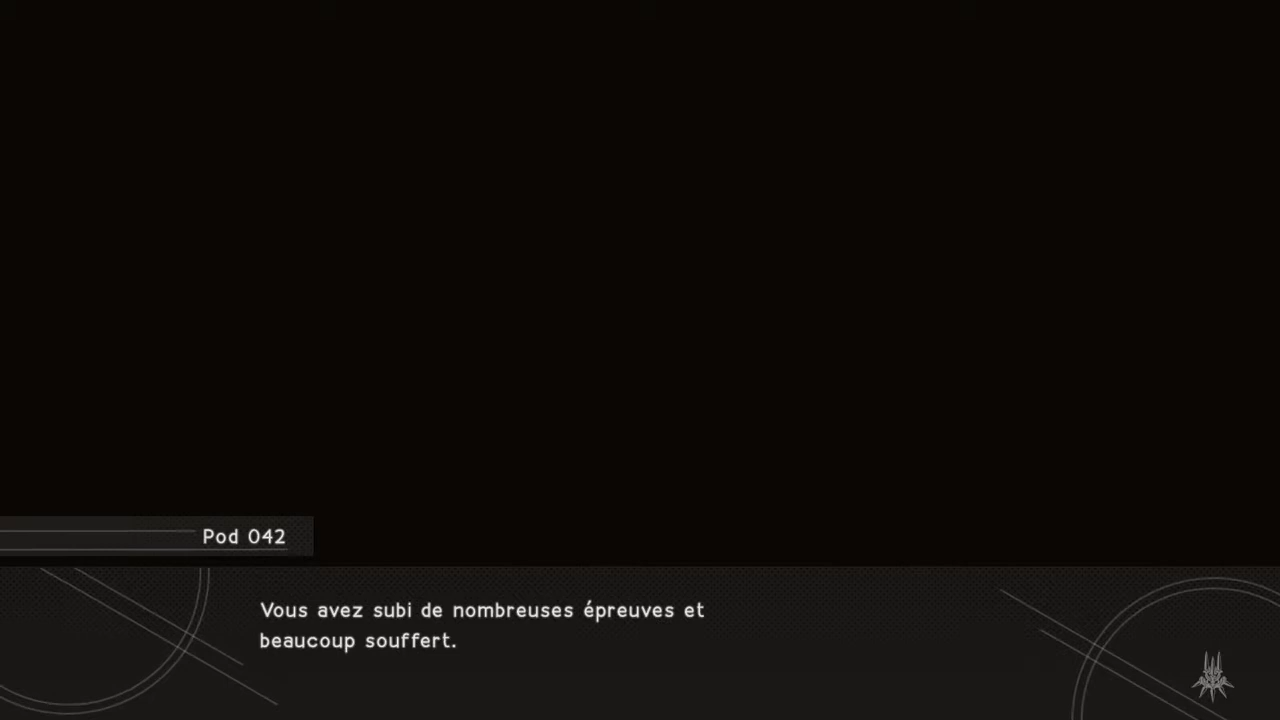 Pod 042
Vous avez subi de nombreuses épreuves et
beaucoup souffert.